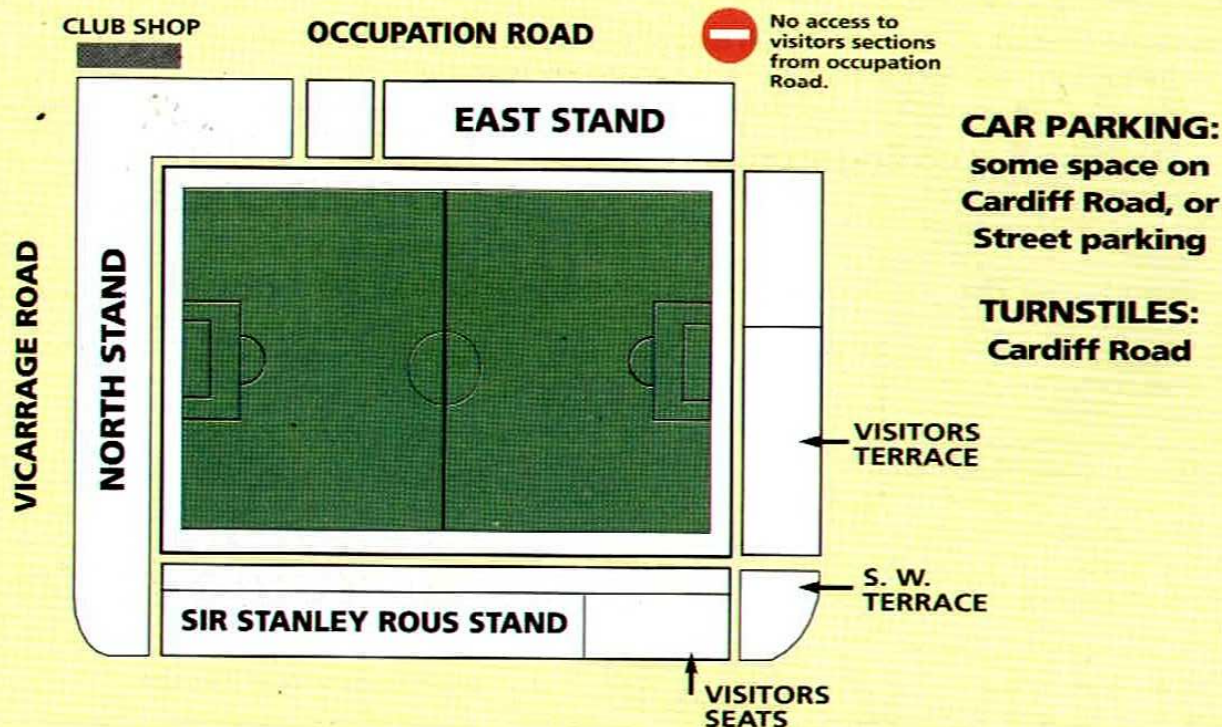 CLUB SHOP
OCCUPATION ROAD
No access to
visitors sections
from occupation
Road.
EAST STAND
CAR PARKING:
some space on
Cardiff Road, or
Street parking
TURNSTILES:
Cardiff Road
VICARRAGE ROAD
NORTH STAND
VISITORS
TERRACE
S. W.
TERRACE
SIR STANLEY ROUS STAND
VISITORS
SEATS